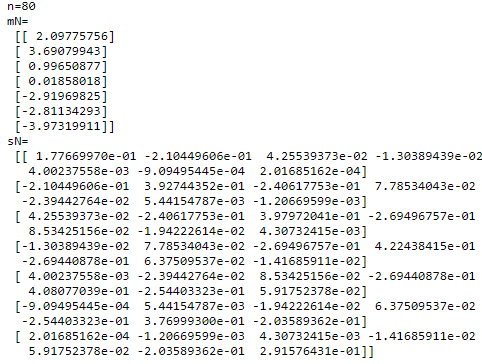 n=80
mN=
[[ 2.09775756]
[ 3.69079943]
[ 0.99650877]
[ 0.01858018]
[-2.91969825]
[-2.81134293]
[-3.97319911]]
sN=
[[ 1.77669970e-01 -2.10449606e-01 4.25539373e-02 -1.30389439e-02
4.00237558e-03 -9.09495445e-04 2.01685162e-04]
[-2.10449606e-01 3.92744352e-01 -2.40617753e-01 7.78534043e-02
-2.39442764e-02 5.44154787e-03 -1.20669599e-03]
[ 4.25539373e-02 -2.40617753e-01 3.97972041e-01 -2.69496757e-01
8.53425156e-02 -1.94222614e-02 4.30732415e-03]
[-1.30389439e-02 7.78534043e-02 -2.69496757e-01 4.22438415e-01
-2.69440878e-01 6.37509537e-02 -1.41685911e-02]
[ 4.00237558e-03 -2.39442764e-02 8.53425156e-02 -2.69440878e-01
4.08077039e-01 -2.54403323e-01 5.91752378e-02]
[-9.09495445e-04 5.44154787e-03 -1.94222614e-02 6.37509537e-02
-2.54403323e-01 3.76999300e-01 -2.03589362e-01]
[ 2.01685162e-04 -1.20669599e-03 4.30732415e-03 -1.41685911e-02
5.91752378e-02 -2.03589362e-01 2.91576431e-01]]